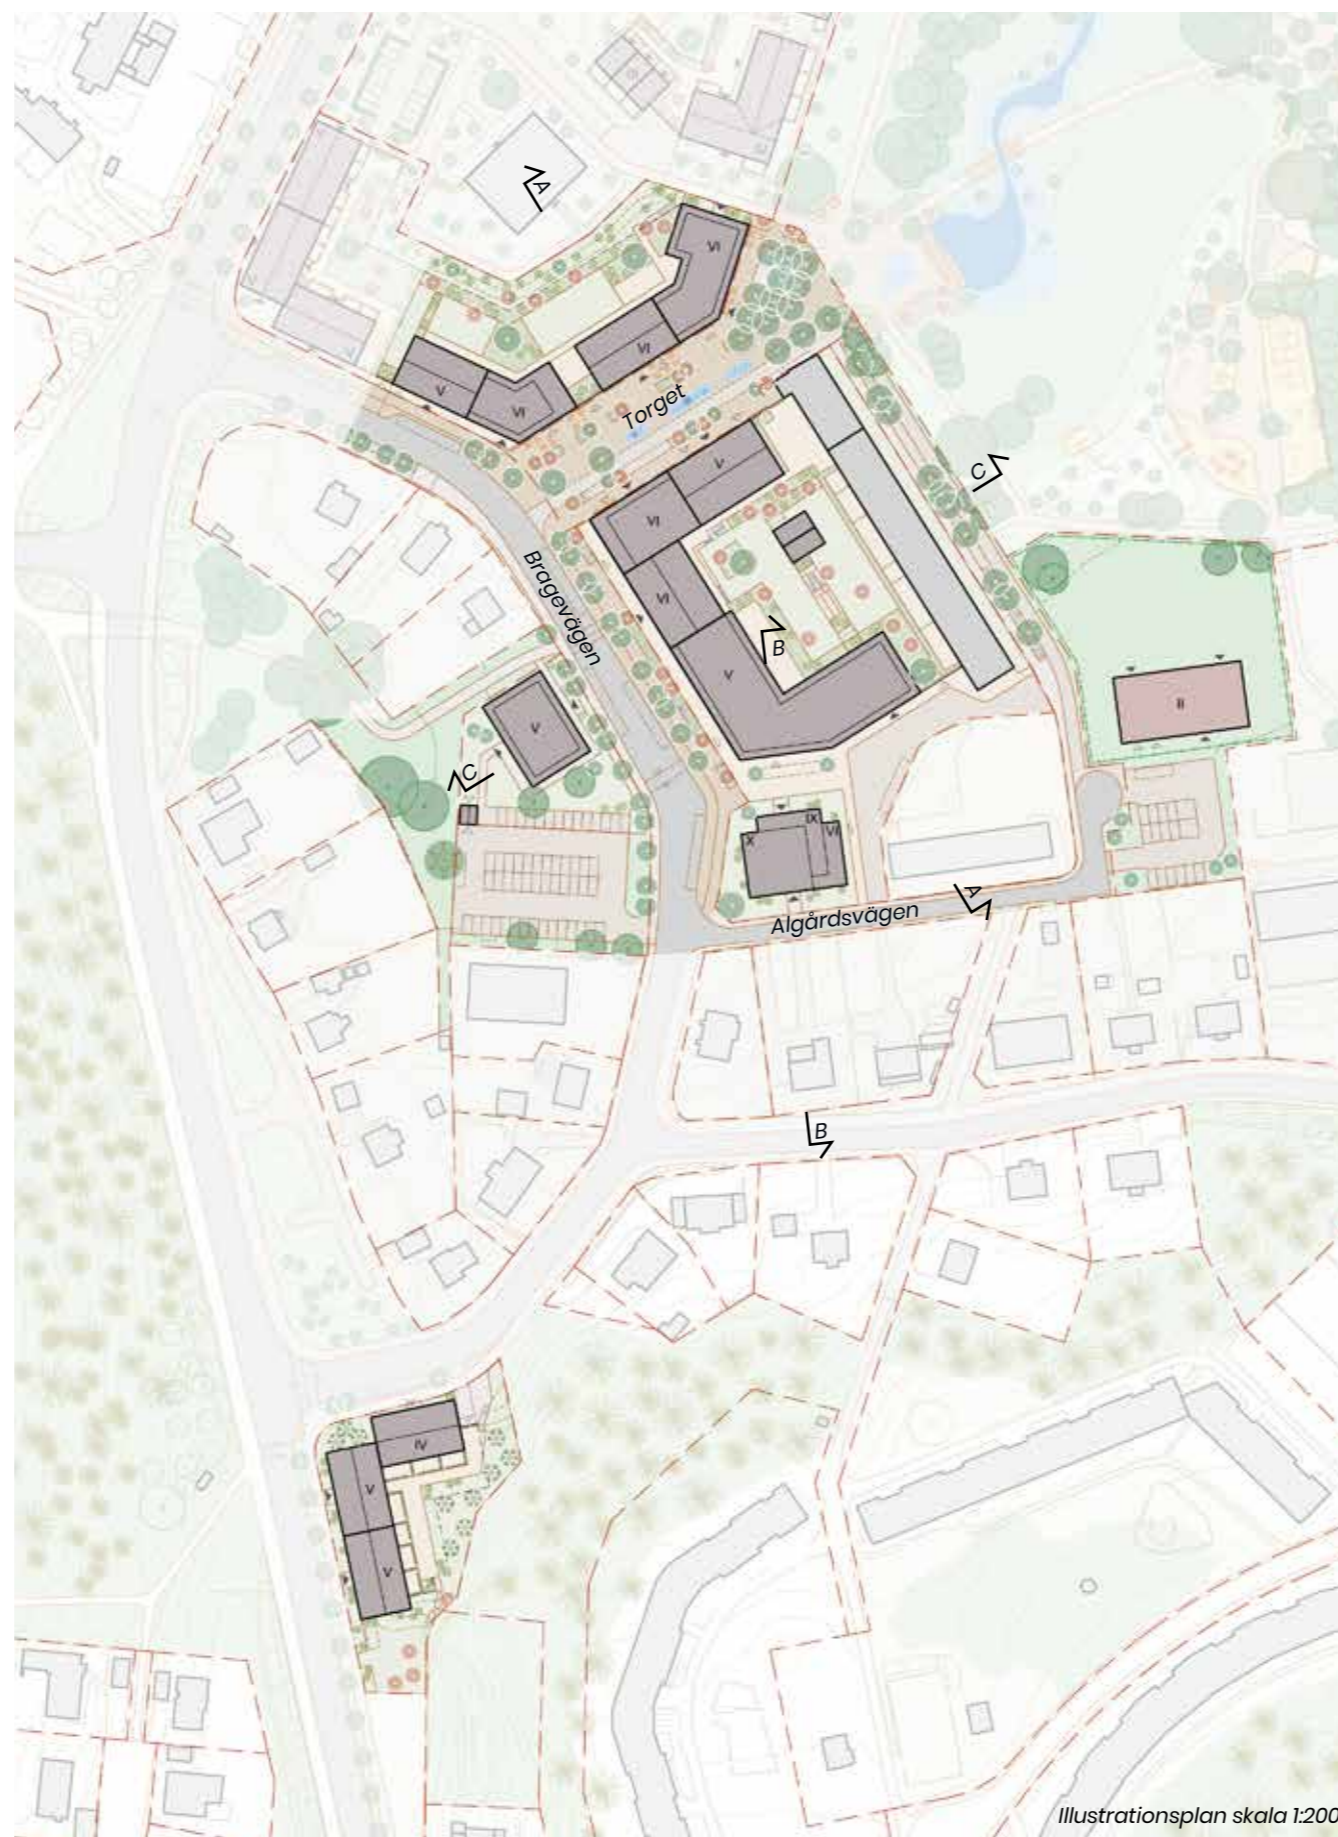 A
VI
VI
V
VI
Torget
V
C
VI
Bragevägen
VI
B
V
II
V
C
IX
X
VI
A
Algårdsvägen
B
IV
V
V
Illustrationsplan skala 1:200